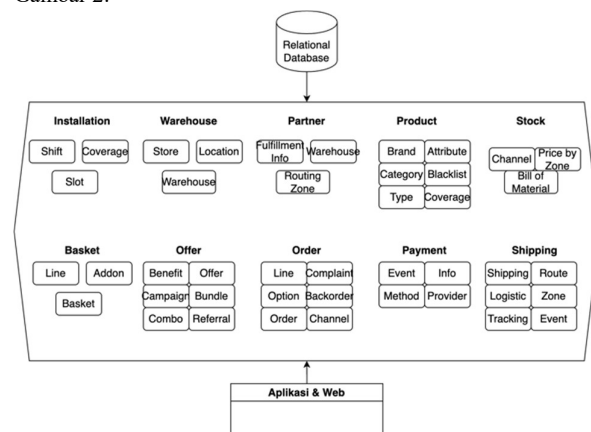 Gambar 2.
Relational
Database
Installation Warehouse Partner Product Stock
Shift Coverage
Slot
Store Location
Warehouse
Fulfillment
Info
Warehouse
Routing
Zone
Brand Attribute
Category Blacklist
Type Coverage
Channel
Price by
Zone
Bill of
Material
Basket Offer Order Payment Shipping
Line Addon
Basket
Benefit Offer
Campaign Bundle
Combo Referral
Line Complaint
Option Backorder
Order Channel
Event Info
Method Provider
Shipping Route
Logistic Zone
Tracking Event
Aplikasi & Web